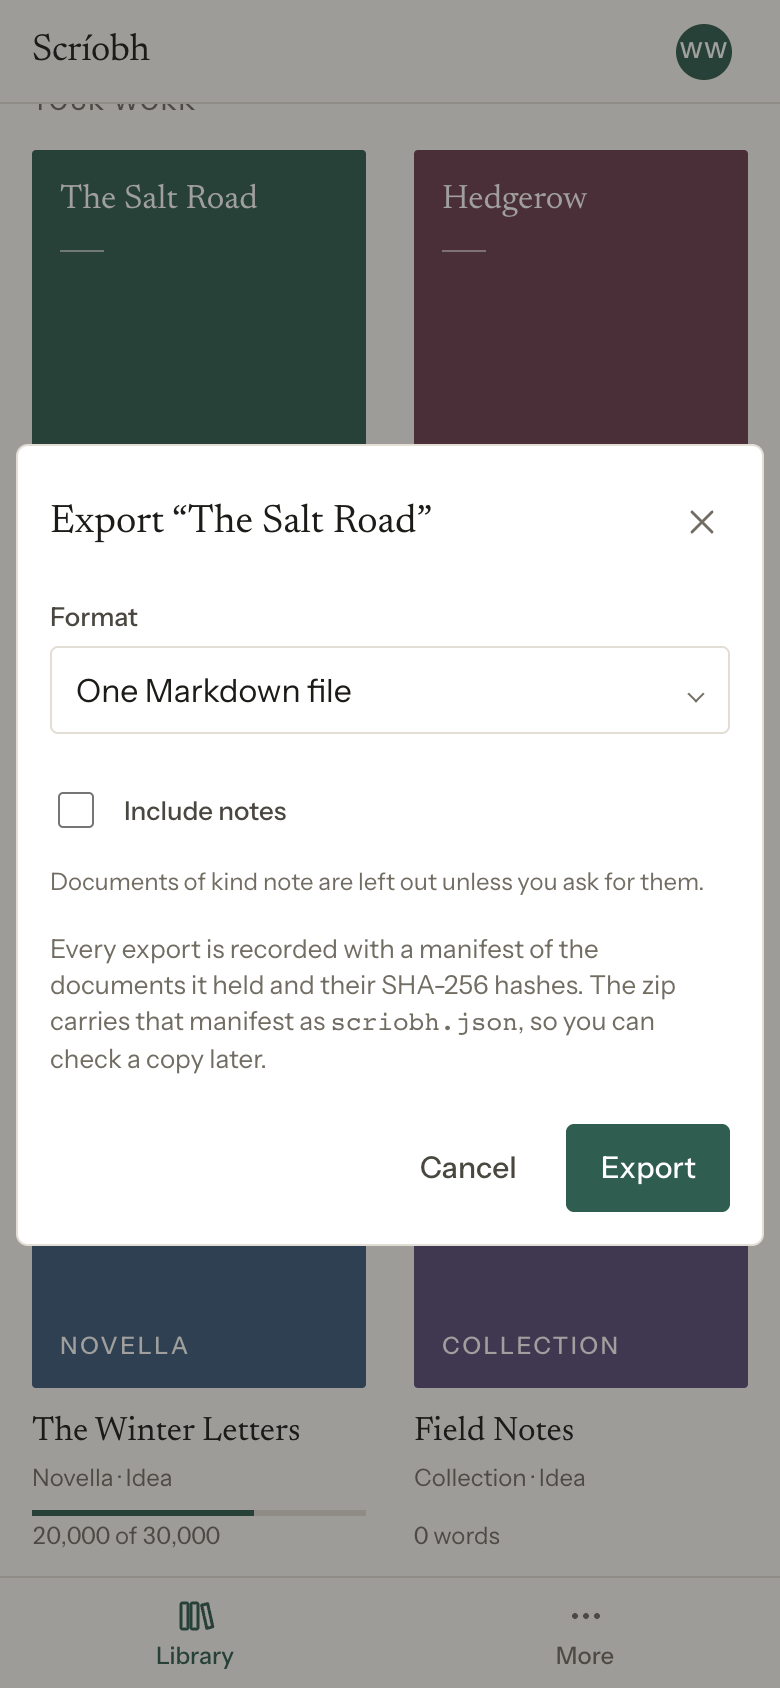 Scríobh
WW
YOUR WORK
The Salt Road
Hedgerow
Export “The Salt Road”
Format
One Markdown file
Include notes
Documents of kind note are left out unless you ask for them.
Every export is recorded with a manifest of the
documents it held and their SHA-256 hashes. The zip
carries that manifest as scriobh.json, so you can
check a copy later.
Cancel
Export
NOVELLA
COLLECTION
The Winter Letters
Field Notes
Novella · Idea
Collection · Idea
20,000 of 30,000
0 words
Library
More